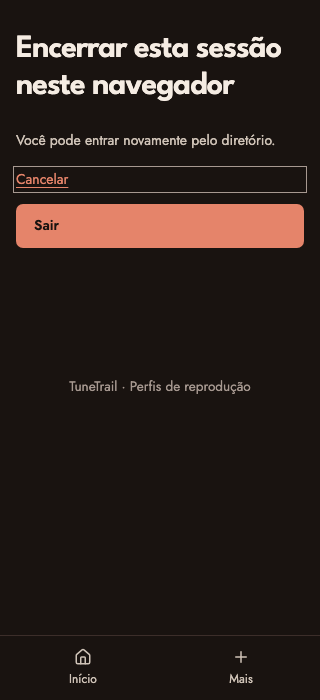 Encerrar esta sessão
neste navegador
Você pode entrar novamente pelo diretório.
Cancelar
Sair
TuneTrail · Perfis de reprodução
Início
Mais